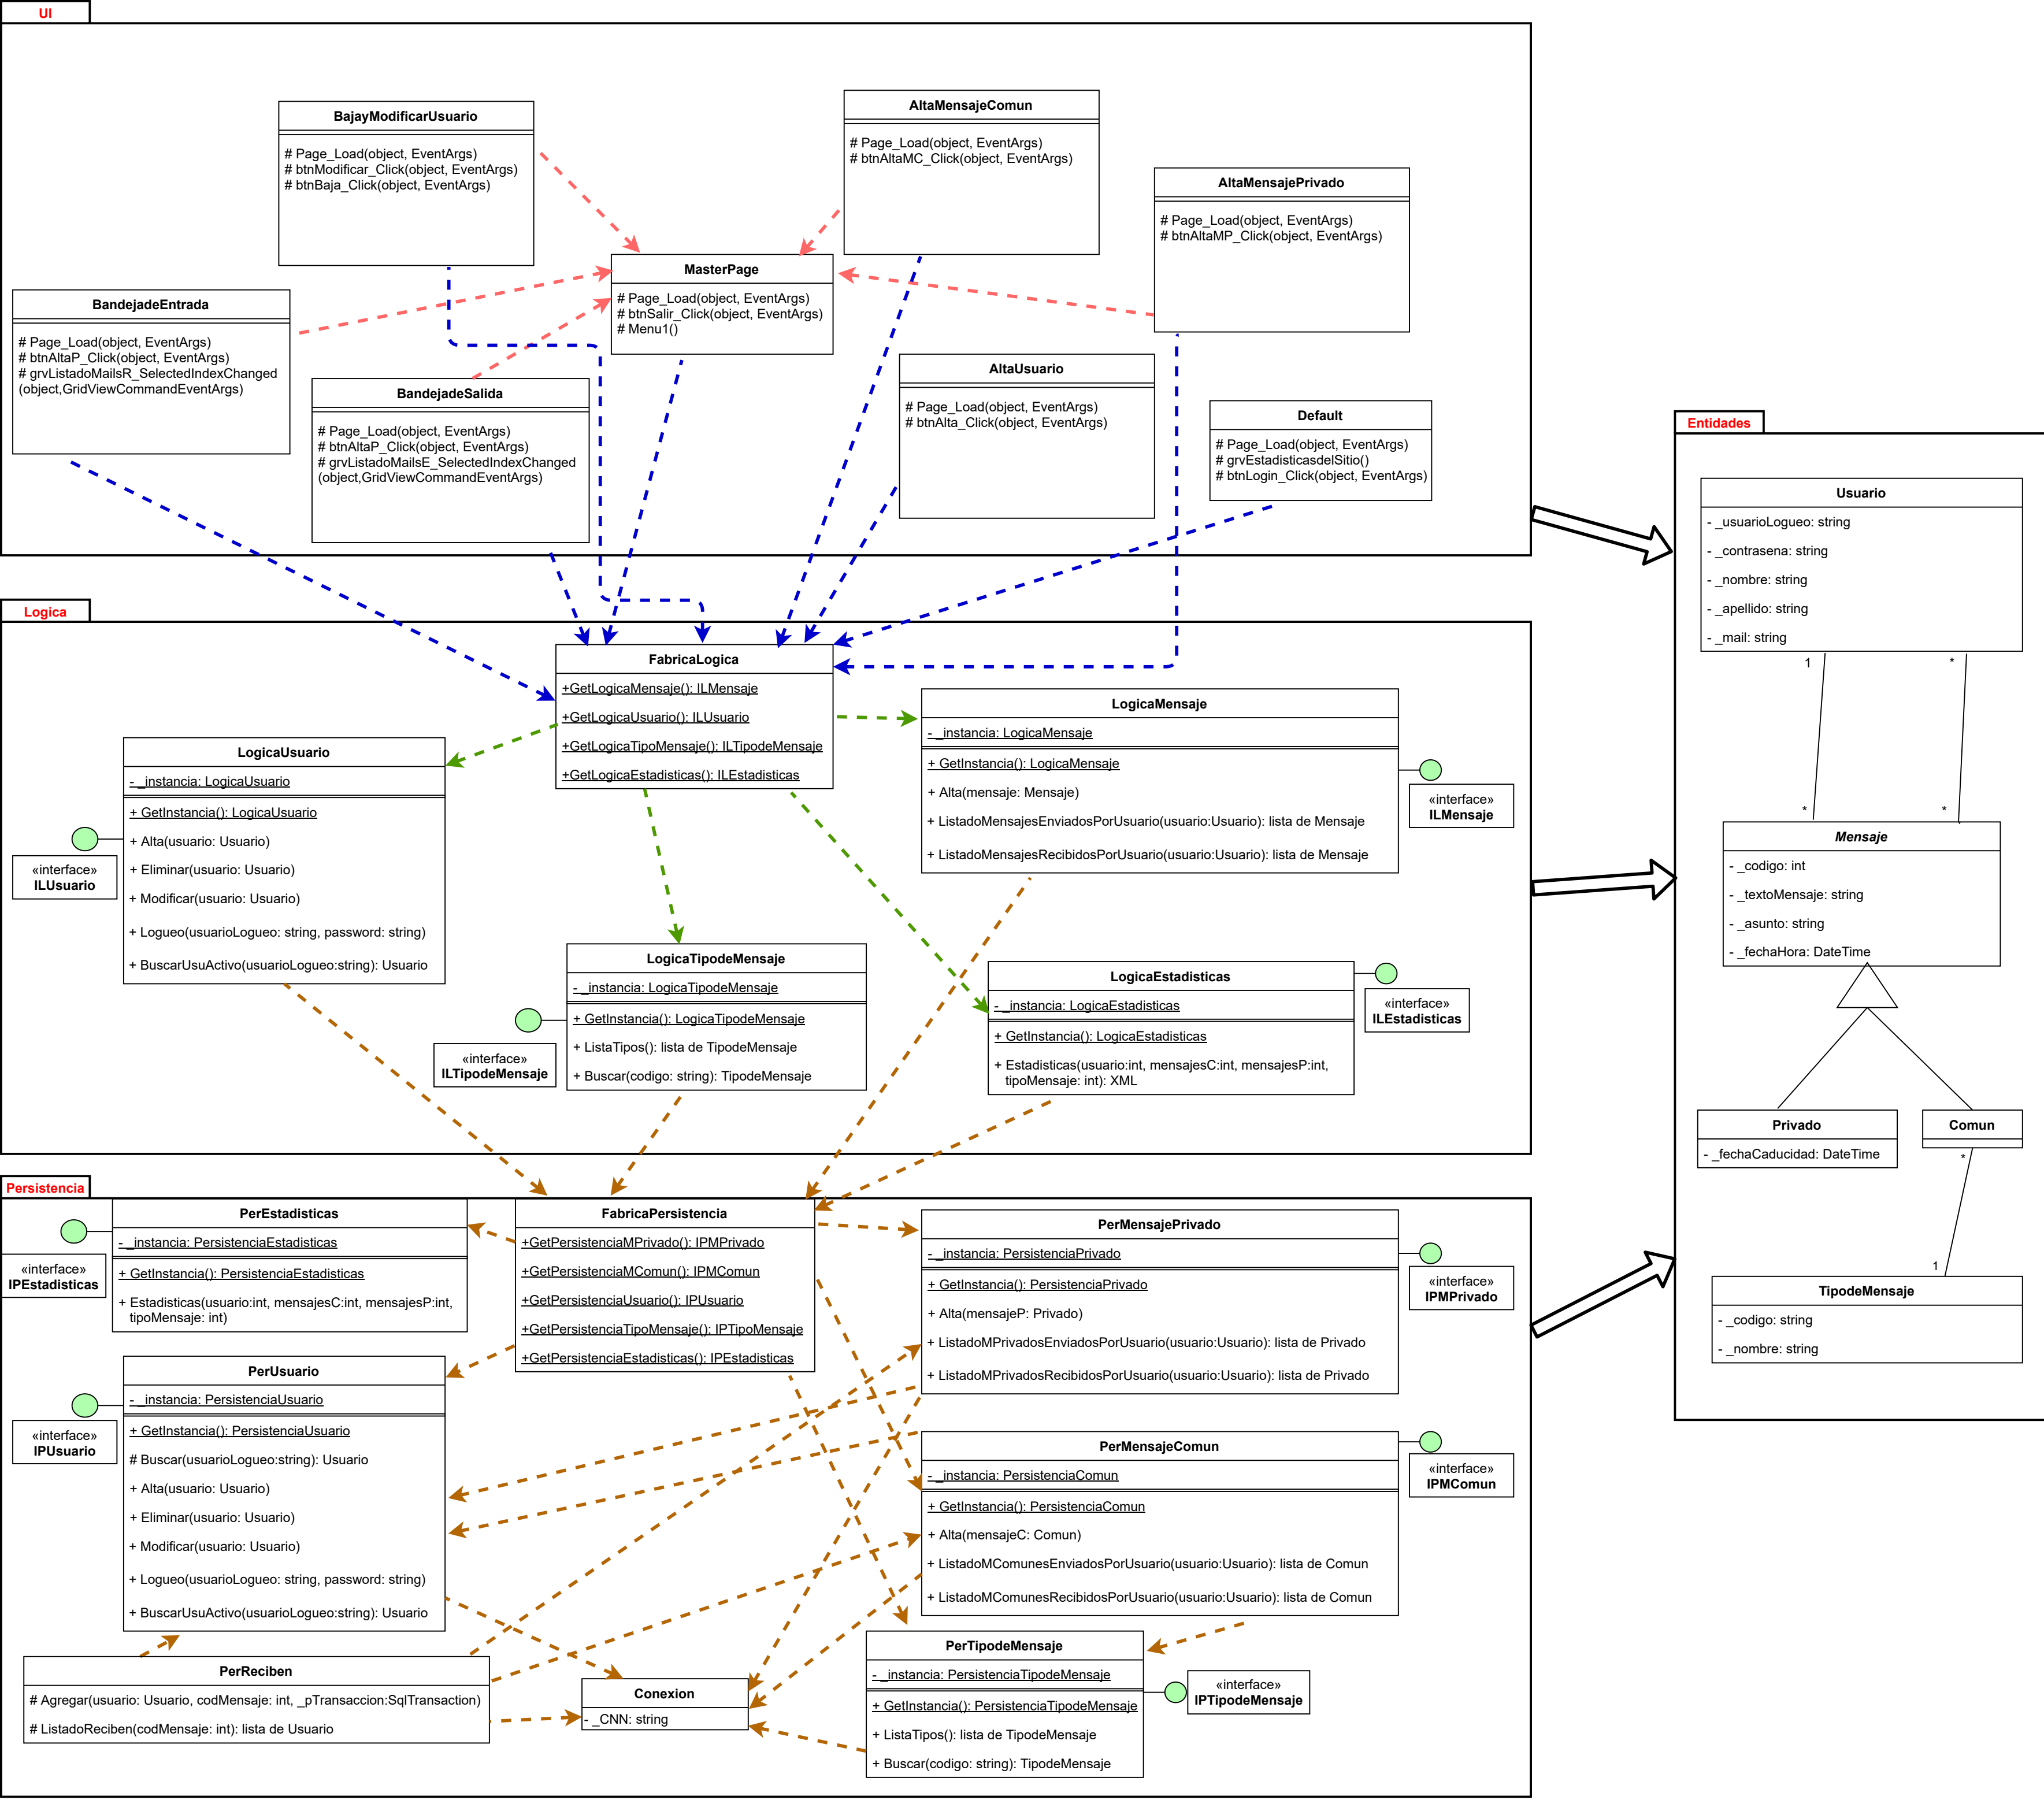 UI
BajayModificarUsuario
# Page_Load(object, EventArgs)
# btnModificar_Click(object, EventArgs)
# btnBaja_Click(object, EventArgs)
AltaMensajeComun
# Page_Load(object, EventArgs)
# btnAltaMC_Click(object, EventArgs)
AltaMensajePrivado
# Page_Load(object, EventArgs)
# btnAltaMP_Click(object, EventArgs)
MasterPage
# Page_Load(object, EventArgs)
# btnSalir_Click(object, EventArgs)
# Menu1()
BandejadeEntrada
# Page_Load(object, EventArgs)
# btnAltaP_Click(object, EventArgs)
# grvListadoMailsR_SelectedIndexChanged
(object,GridViewCommandEventArgs)
BandejadeSalida
# Page_Load(object, EventArgs)
# btnAltaP_Click(object, EventArgs)
# grvListadoMailsE_SelectedIndexChanged
(object,GridViewCommandEventArgs)
AltaUsuario
# Page_Load(object, EventArgs)
# btnAlta_Click(object, EventArgs)
Default
# Page_Load(object, EventArgs)
# grvEstadisticasdelSitio()
# btnLogin_Click(object, EventArgs)
Logica
FabricaLogica
+GetLogicaMensaje(): ILMensaje
+GetLogicaUsuario(): ILUsuario
+GetLogicaTipoMensaje(): ILTipodeMensaje
+GetLogicaEstadisticas(): ILEstadisticas
LogicaUsuario
- _instancia: LogicaUsuario
+ GetInstancia(): LogicaUsuario
+ Alta(usuario: Usuario)
+ Eliminar(usuario: Usuario)
+ Modificar(usuario: Usuario)
+ Logueo(usuarioLogueo: string, password: string)
+ BuscarUsuActivo(usuarioLogueo:string): Usuario
«interface»
ILUsuario
LogicaMensaje
- _instancia: LogicaMensaje
+ GetInstancia(): LogicaMensaje
+ Alta(mensaje: Mensaje)
+ ListadoMensajesEnviadosPorUsuario(usuario:Usuario): lista de Mensaje
+ ListadoMensajesRecibidosPorUsuario(usuario:Usuario): lista de Mensaje
«interface»
ILMensaje
LogicaTipodeMensaje
- _instancia: LogicaTipodeMensaje
+ GetInstancia(): LogicaTipodeMensaje
+ ListaTipos(): lista de TipodeMensaje
+ Buscar(codigo: string): TipodeMensaje
«interface»
ILTipodeMensaje
LogicaEstadisticas
- _instancia: LogicaEstadisticas
+ GetInstancia(): LogicaEstadisticas
+ Estadisticas(usuario:int, mensajesC:int, mensajesP:int,
tipoMensaje: int): XML
«interface»
ILEstadisticas
Persistencia
PerEstadisticas
- _instancia: PersistenciaEstadisticas
+ GetInstancia(): PersistenciaEstadisticas
+ Estadisticas(usuario:int, mensajesC:int, mensajesP:int,
tipoMensaje: int)
«interface»
IPEstadisticas
FabricaPersistencia
+GetPersistenciaMPrivado(): IPMPrivado
+GetPersistenciaMComun(): IPMComun
+GetPersistenciaUsuario(): IPUsuario
+GetPersistenciaTipoMensaje(): IPTipoMensaje
+GetPersistenciaEstadisticas(): IPEstadisticas
PerMensajePrivado
- _instancia: PersistenciaPrivado
+ GetInstancia(): PersistenciaPrivado
+ Alta(mensajeP: Privado)
+ ListadoMPrivadosEnviadosPorUsuario(usuario:Usuario): lista de Privado
+ ListadoMPrivadosRecibidosPorUsuario(usuario:Usuario): lista de Privado
«interface»
IPMPrivado
PerUsuario
- _instancia: PersistenciaUsuario
+ GetInstancia(): PersistenciaUsuario
# Buscar(usuarioLogueo:string): Usuario
+ Alta(usuario: Usuario)
+ Eliminar(usuario: Usuario)
+ Modificar(usuario: Usuario)
+ Logueo(usuarioLogueo: string, password: string)
+ BuscarUsuActivo(usuarioLogueo:string): Usuario
«interface»
IPUsuario
PerMensajeComun
- _instancia: PersistenciaComun
+ GetInstancia(): PersistenciaComun
+ Alta(mensajeC: Comun)
+ ListadoMComunesEnviadosPorUsuario(usuario:Usuario): lista de Comun
+ ListadoMComunesRecibidosPorUsuario(usuario:Usuario): lista de Comun
«interface»
IPMComun
PerReciben
# Agregar(usuario: Usuario, codMensaje: int, _pTransaccion:SqlTransaction)
# ListadoReciben(codMensaje: int): lista de Usuario
Conexion
- _CNN: string
PerTipodeMensaje
- _instancia: PersistenciaTipodeMensaje
+ GetInstancia(): PersistenciaTipodeMensaje
+ ListaTipos(): lista de TipodeMensaje
+ Buscar(codigo: string): TipodeMensaje
«interface»
IPTipodeMensaje
Entidades
Usuario
- _usuarioLogueo: string
- _contrasena: string
- _nombre: string
- _apellido: string
- _mail: string
1
*
*
*
Mensaje
- _codigo: int
- _textoMensaje: string
- _asunto: string
- _fechaHora: DateTime
Privado
- _fechaCaducidad: DateTime
Comun
*
1
TipodeMensaje
- _codigo: string
- _nombre: string